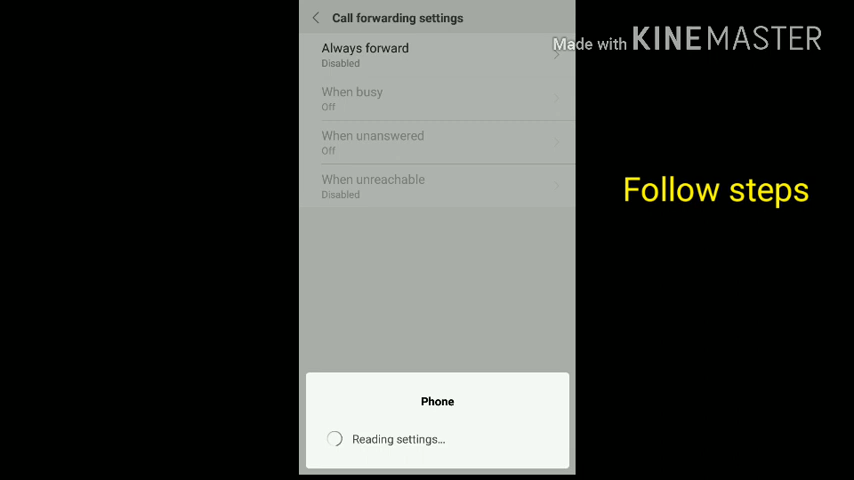 Call forwarding settings
Made with KINEMASTER
Always forward
Disabled
When busy
Off
When unanswered
Off
When unreachable
Disabled
Follow steps
Phone
Reading settings...